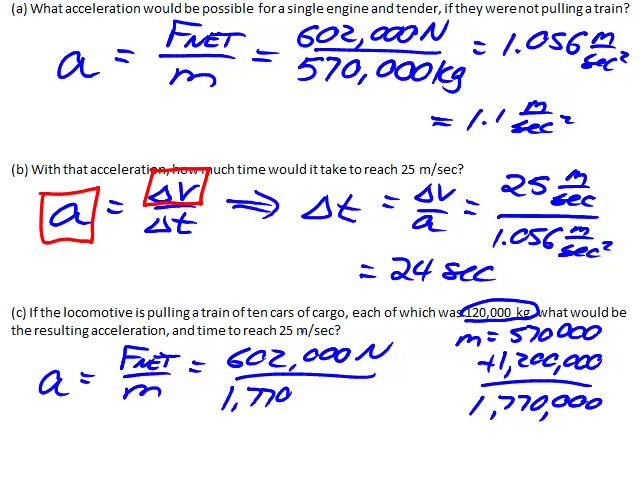 (a) What acceleration would be possible for a single engine and tender, if they were not pulling a train?
a = FNET/m = 602,000N/570,000kg = 1.056 m/sec²
= 1.1 m/sec²
(b) With that acceleration, how much time would it take to reach 25 m/sec?
a = ΔV/Δt ⟹ Δt = ΔV/a = 25 m/sec / 1.056 m/sec²
= 24 sec
(c) If the locomotive is pulling a train of ten cars of cargo, each of which was 120,000 kg, what would be
the resulting acceleration, and time to reach 25 m/sec?
m = 570000
+1,200,000
1,770,000
a = FNET/m = 602,000N/1,770